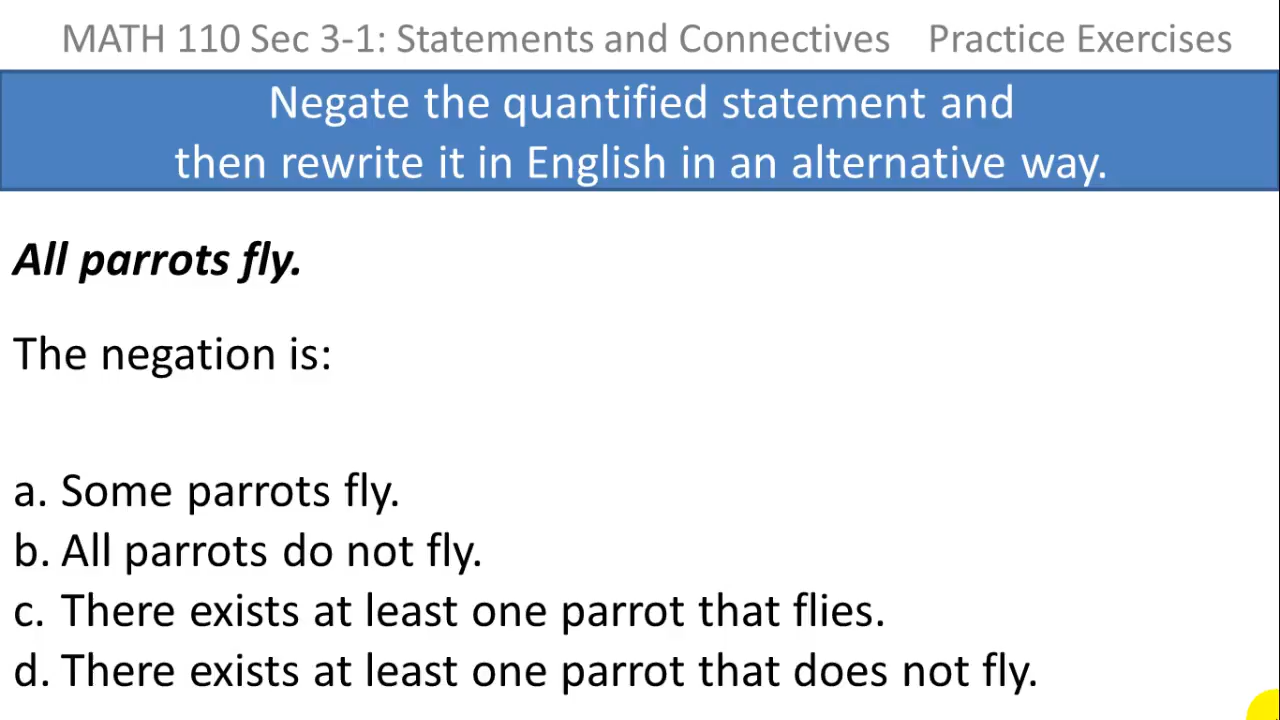 MATH 110 Sec 3-1: Statements and Connectives Practice Exercises
Negate the quantified statement and
then rewrite it in English in an alternative way.
All parrots fly.
The negation is:
a. Some parrots fly.
b. All parrots do not fly.
c. There exists at least one parrot that flies.
d. There exists at least one parrot that does not fly.